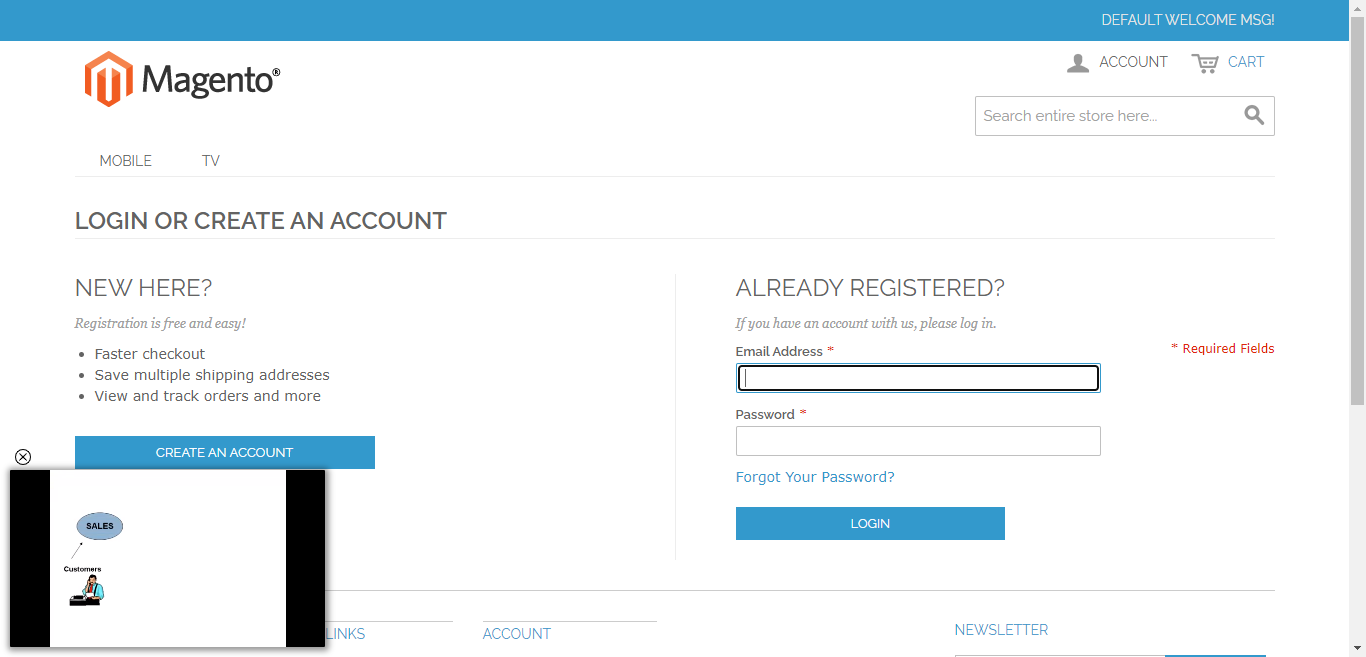 DEFAULT WELCOME MSG!
Magento®
ACCOUNT
CART
Search entire store here...
MOBILE
TV
LOGIN OR CREATE AN ACCOUNT
NEW HERE?
Registration is free and easy!
Faster checkout
Save multiple shipping addresses
View and track orders and more
CREATE AN ACCOUNT
ALREADY REGISTERED?
If you have an account with us, please log in.
* Required Fields
Email Address *
Password *
Forgot Your Password?
LOGIN
SALES
Customers
LINKS
ACCOUNT
NEWSLETTER